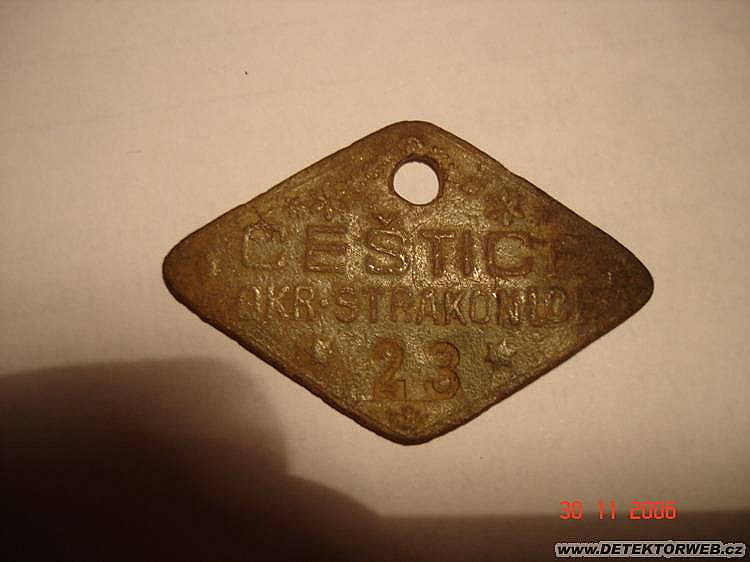 ČEŠTICE
OKR·STRAKONICE
23
30 11 2006
www.DETEKTORWEB.cz